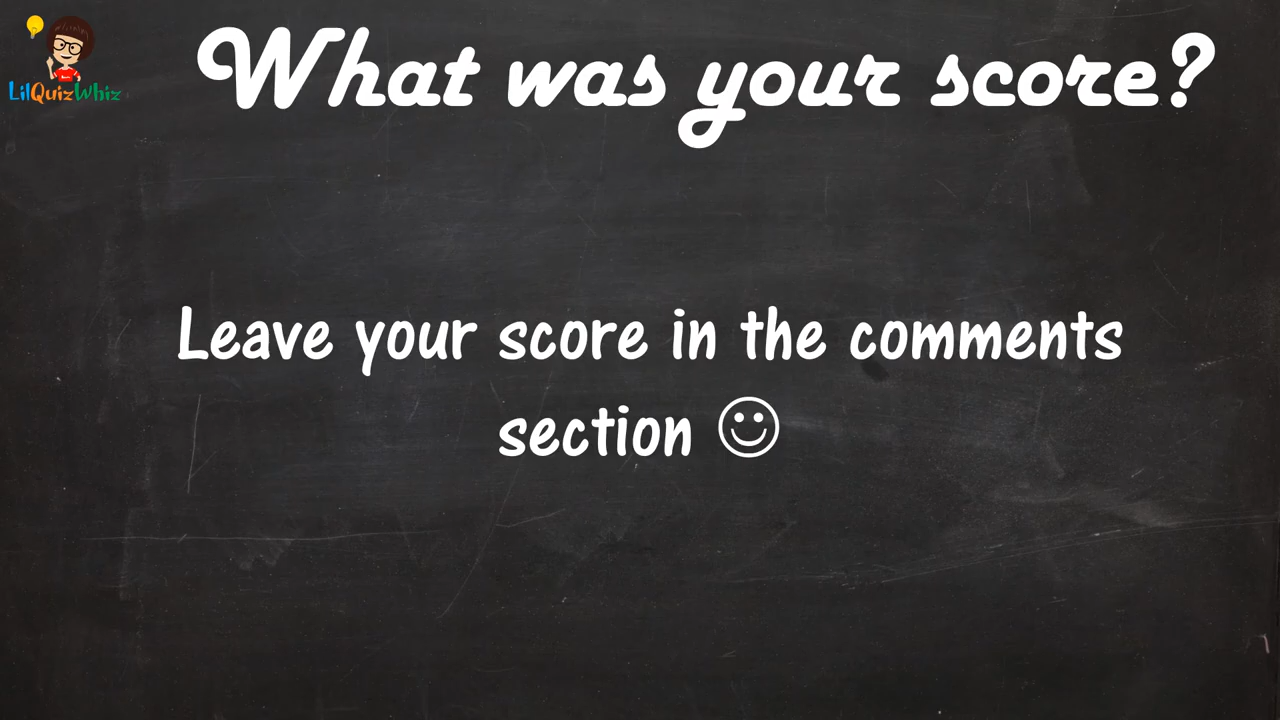 LilQuizWhiz
What was your score?
Leave your score in the comments
section ☺